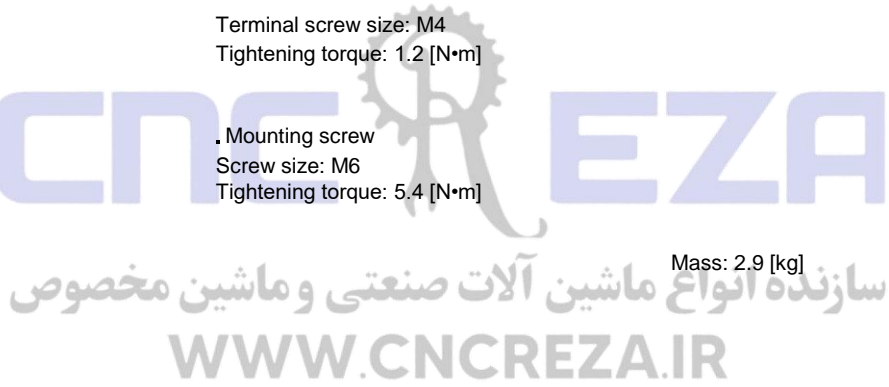 Terminal screw size: M4
Tightening torque: 1.2 [N•m]
CNC REZA
. Mounting screw
Screw size: M6
Tightening torque: 5.4 [N•m]
Mass: 2.9 [kg]
سازنده انواع ماشین آلات صنعتی و ماشین مخصوص
WWW.CNCREZA.IR